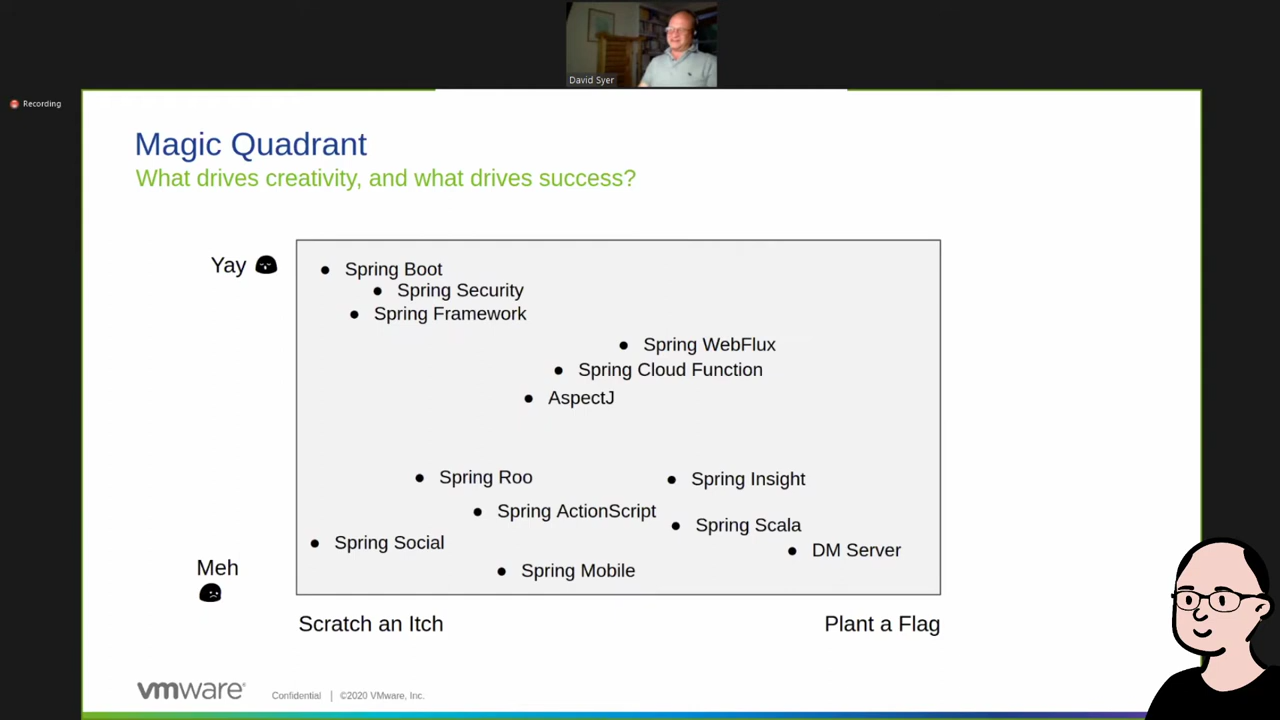 David Syer
Recording
Magic Quadrant
What drives creativity, and what drives success?
Yay
Spring Boot
Spring Security
Spring Framework
Spring WebFlux
Spring Cloud Function
AspectJ
Spring Roo
Spring Insight
Spring ActionScript
Spring Scala
Spring Social
DM Server
Meh
Spring Mobile
Scratch an Itch
Plant a Flag
vmware®
Confidential | ©2020 VMware, Inc.